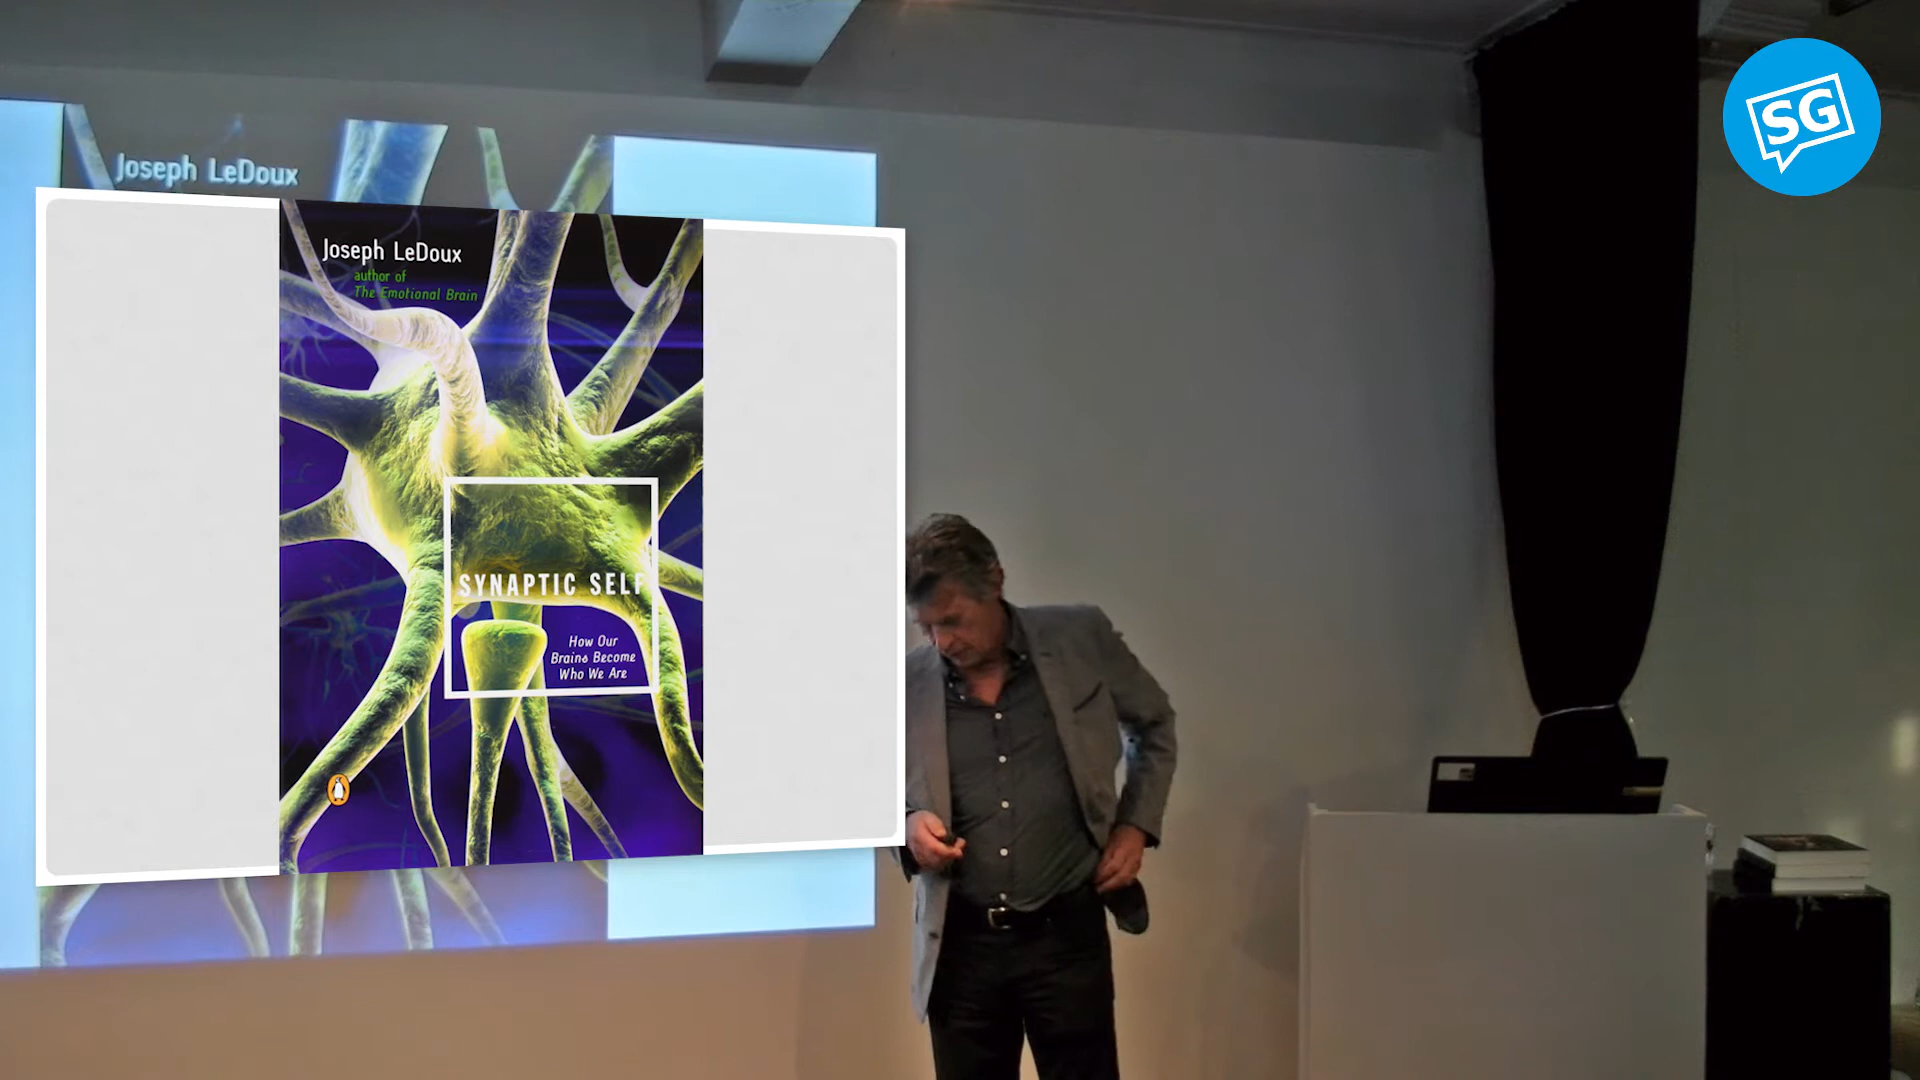 SG
Joseph LeDoux
Joseph LeDoux
author of
The Emotional Brain
SYNAPTIC SELF
How Our
Brains Become
Who We Are